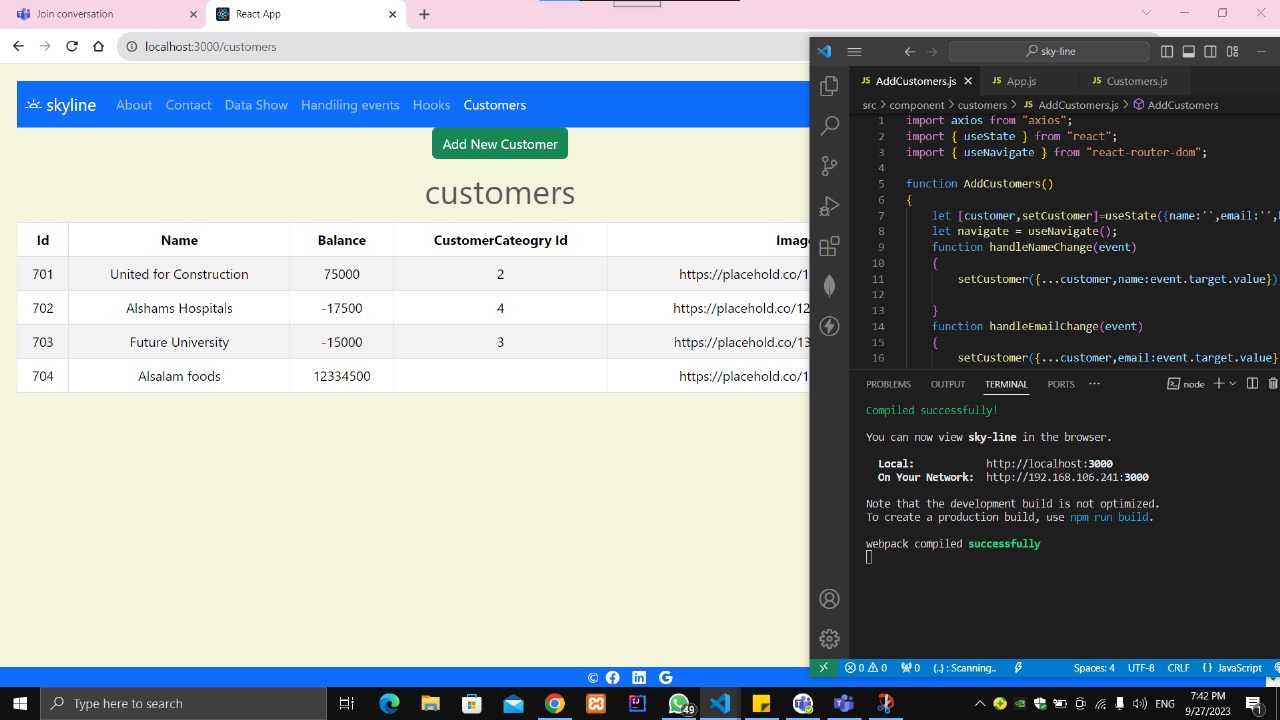 Join conversation
React App
localhost:3000/customers
skyline About Contact Data Show Handiling events Hooks Customers
Add New Customer
customers
Id Name Balance CustomerCateogry Id Imag
701 United for Construction 75000 2 https://placehold.co/1
702 Alshams Hospitals -17500 4 https://placehold.co/12
703 Future University -15000 3 https://placehold.co/13
704 Alsalam foods 12334500 https://placehold.co/1
©
sky-line
JS AddCustomers.js JS App.js JS Customers.js
src > component > customers > JS AddCustomers.js > AddCustomers
1 import axios from "axios";
2 import { useState } from "react";
3 import { useNavigate } from "react-router-dom";
4
5 function AddCustomers()
6 {
7 let [customer,setCustomer]=useState({name:'',email:'',
8 let navigate = useNavigate();
9 function handleNameChange(event)
10 {
11 setCustomer({...customer,name:event.target.value})
12
13 }
14 function handleEmailChange(event)
15 {
16 setCustomer({...customer,email:event.target.value}
PROBLEMS OUTPUT TERMINAL PORTS ··· node
Compiled successfully!
You can now view sky-line in the browser.
Local: http://localhost:3000
On Your Network: http://192.168.106.241:3000
Note that the development build is not optimized.
To create a production build, use npm run build.
webpack compiled successfully
0 0 0 {..} : Scanning.. Spaces: 4 UTF-8 CRLF {} JavaScript
Type here to search
49
ENG
7:42 PM
9/27/2023
1